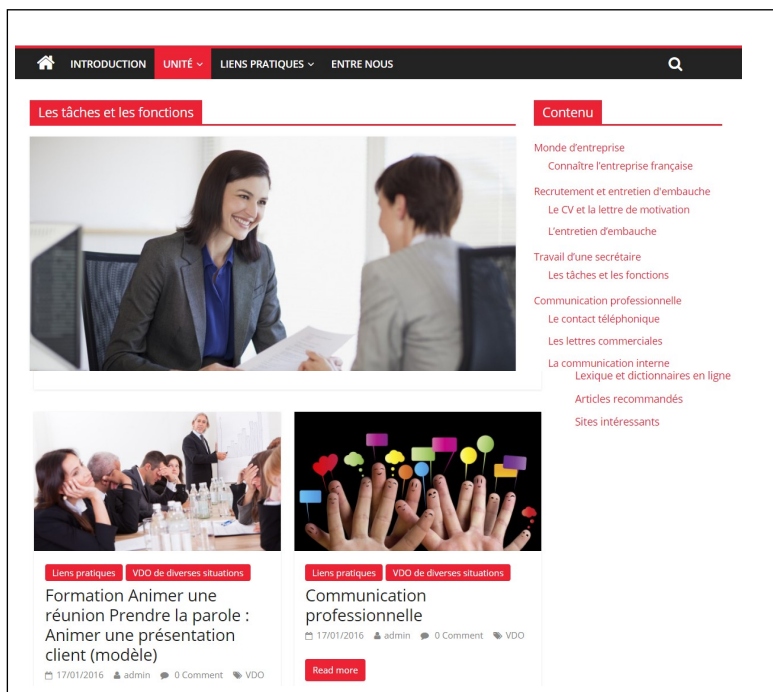 INTRODUCTION UNITÉ LIENS PRATIQUES ENTRE NOUS
Les tâches et les fonctions
Contenu
Monde d'entreprise
Connaître l'entreprise française
Recrutement et entretien d'embauche
Le CV et la lettre de motivation
L'entretien d'embauche
Travail d'une secrétaire
Les tâches et les fonctions
Communication professionnelle
Le contact téléphonique
Les lettres commerciales
La communication interne
Lexique et dictionnaires en ligne
Articles recommandés
Sites intéressants
Liens pratiques VDO de diverses situations
Formation Animer une
réunion Prendre la parole :
Animer une présentation
client (modèle)
17/01/2016 admin 0 Comment VDO
Liens pratiques VDO de diverses situations
Communication
professionnelle
17/01/2016 admin 0 Comment VDO
Read more